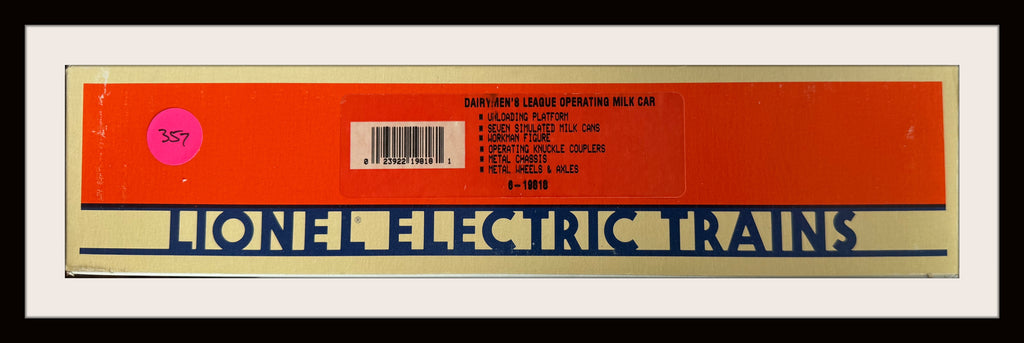 DAIRYMEN'S LEAGUE OPERATING MILK CAR
■ UNLOADING PLATFORM
■ SEVEN SIMULATED MILK CANS
■ WORKMAN FIGURE
■ OPERATING KNUCKLE COUPLERS
■ METAL CHASSIS
■ METAL WHEELS & AXLES
6-19818
0 23922 19818 1
357
LIONEL® ELECTRIC TRAINS